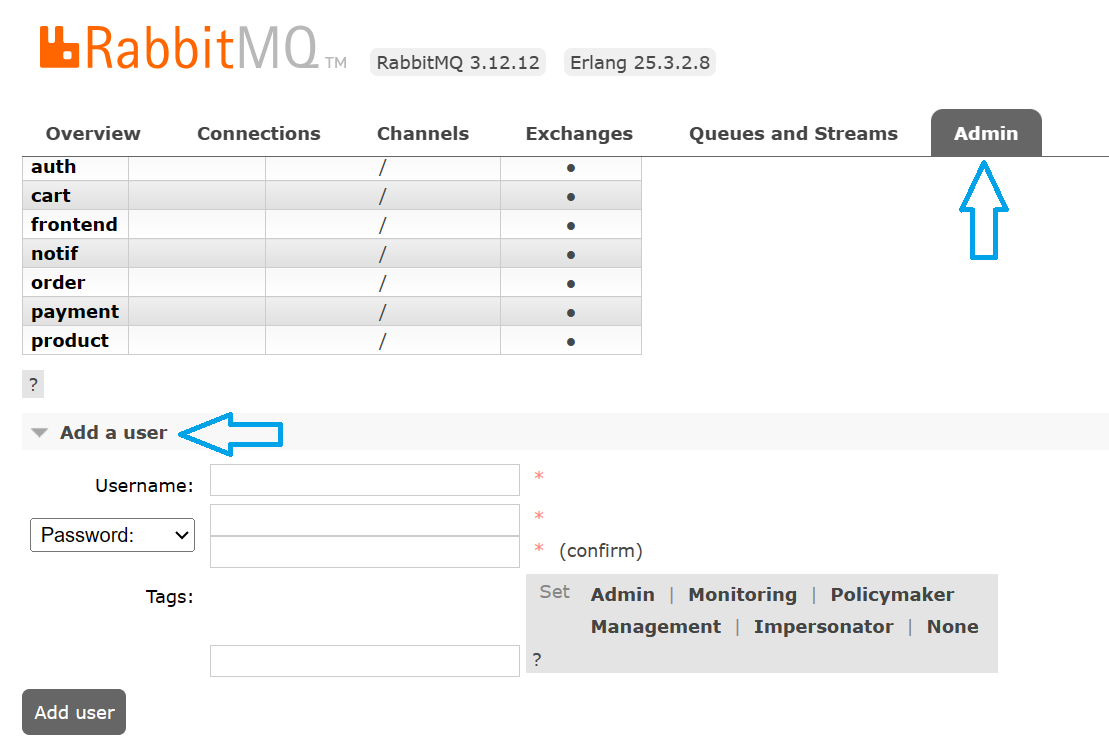 RabbitMQ TM RabbitMQ 3.12.12 Erlang 25.3.2.8
Overview Connections Channels Exchanges Queues and Streams Admin
auth / ●
cart / ●
frontend / ●
notif / ●
order / ●
payment / ●
product / ●
?
Add a user
Username: *
Password: *
* (confirm)
Tags: Set Admin | Monitoring | Policymaker
Management | Impersonator | None
?
Add user